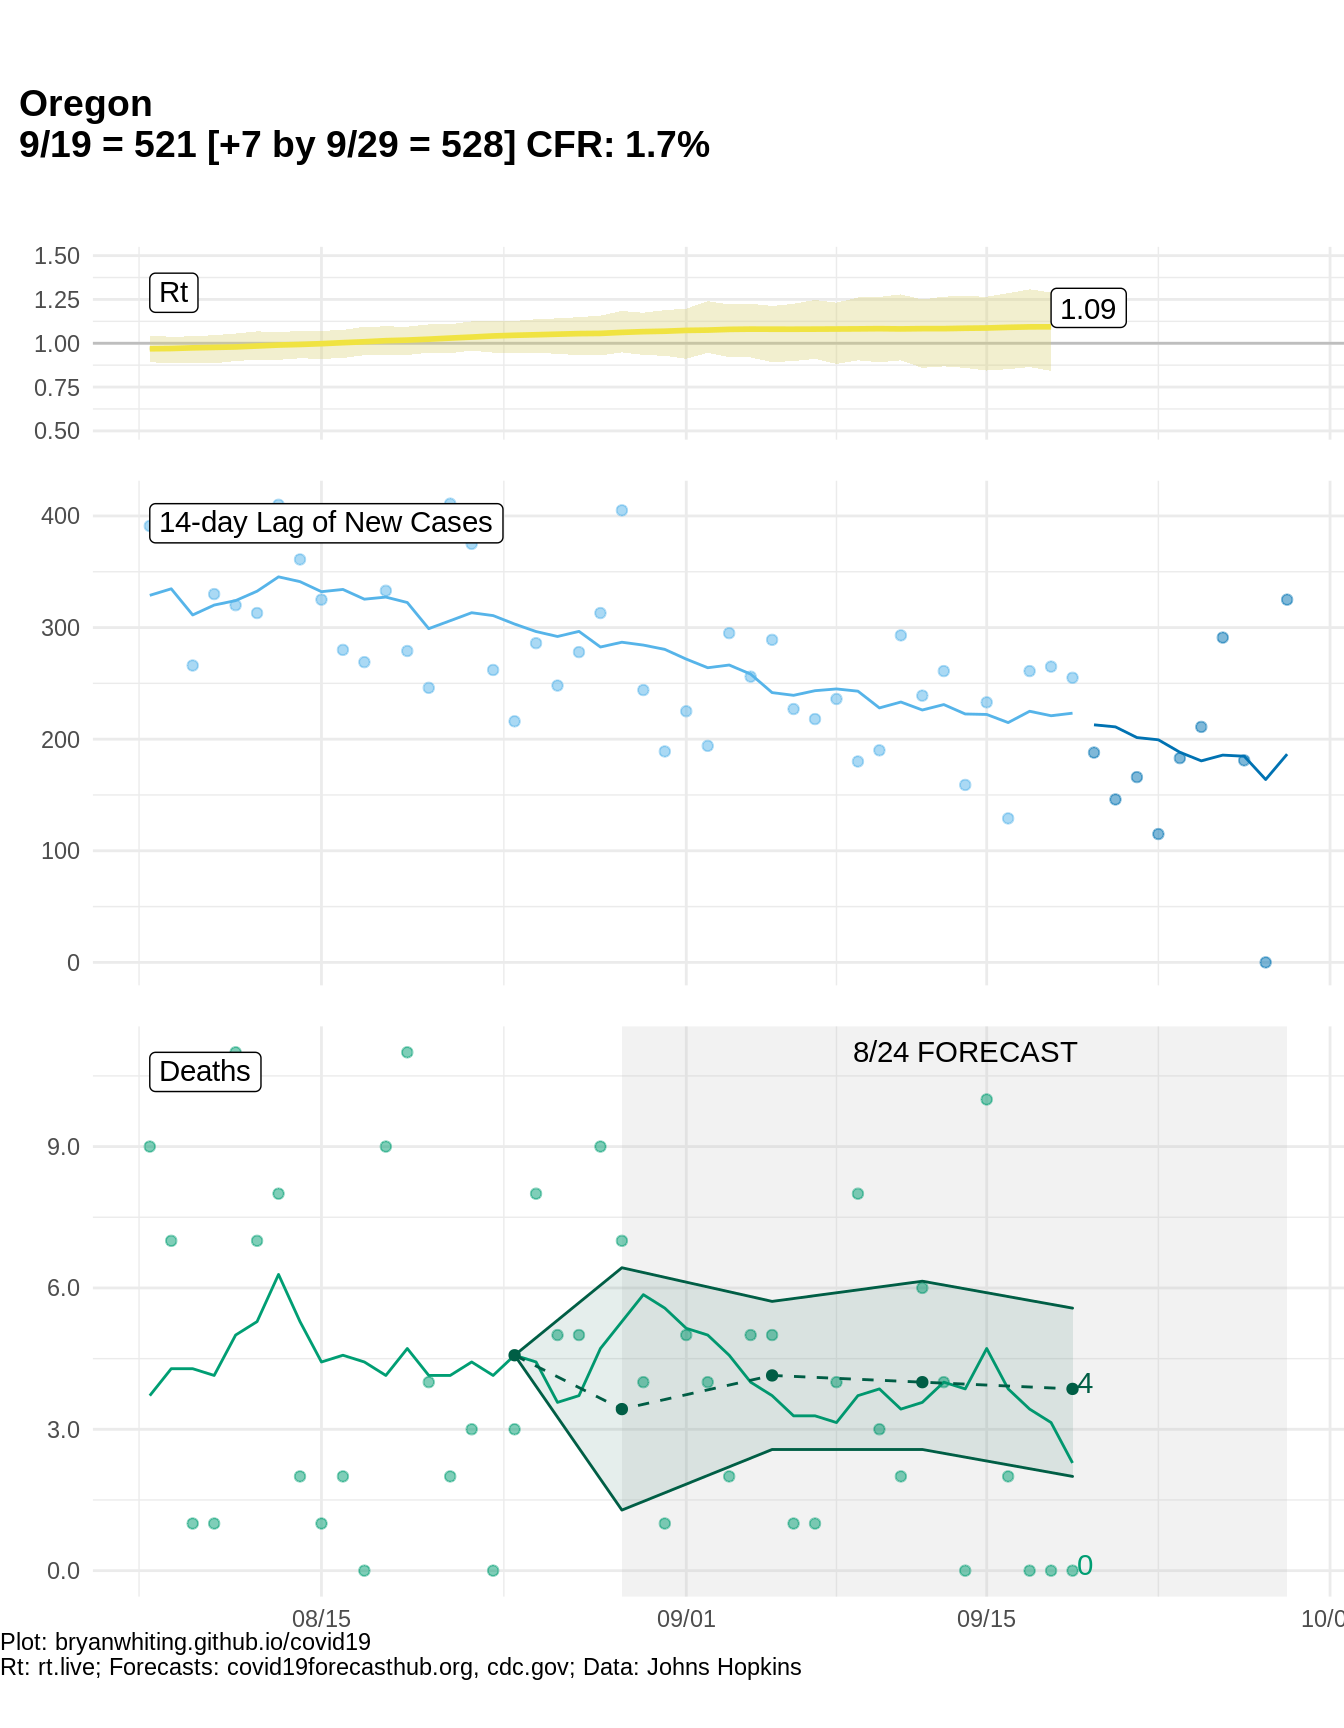 Oregon
9/19 = 521 [+7 by 9/29 = 528] CFR: 1.7%
1.50
Rt
1.25
1.09
1.00
0.75
0.50
14-day Lag of New Cases
400
300
200
100
0
8/24 FORECAST
Deaths
9.0
6.0
4
3.0
0
0.0
08/15 09/01 09/15 10/0
Plot: bryanwhiting.github.io/covid19
Rt: rt.live; Forecasts: covid19forecasthub.org, cdc.gov; Data: Johns Hopkins